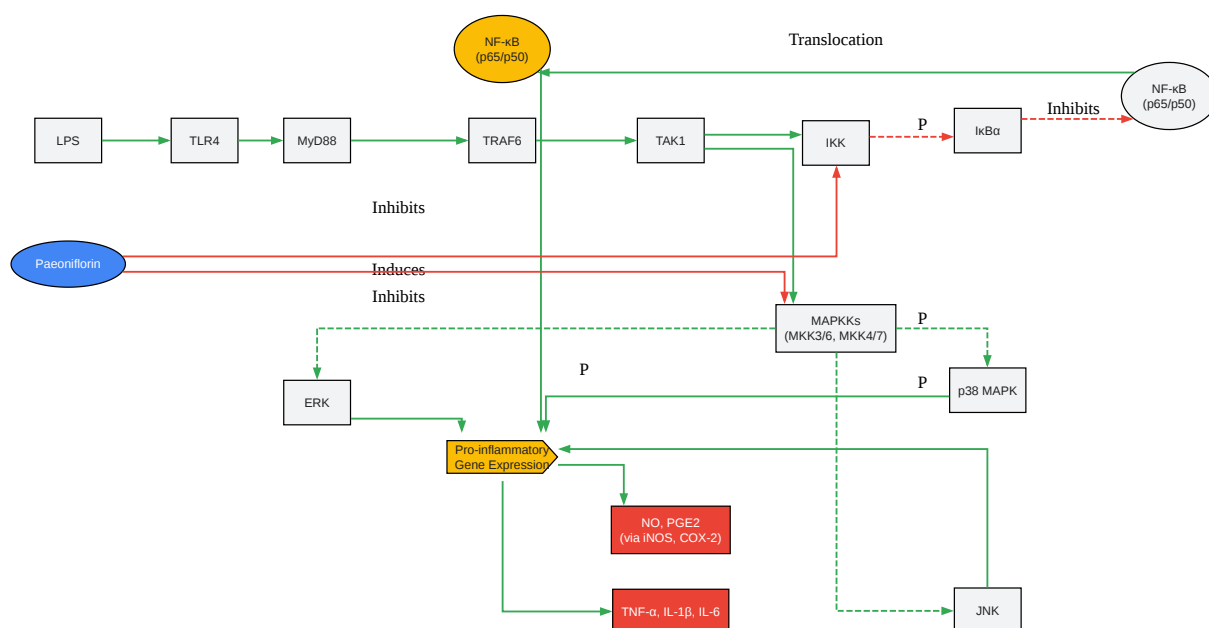 NF-κB
(p65/p50)
Translocation
NF-κB
(p65/p50)
LPS
TLR4
MyD88
TRAF6
TAK1
IKK
P
IκBα
Inhibits
Inhibits
Paeoniflorin
Induces
Inhibits
MAPKKs
(MKK3/6, MKK4/7)
P
P
P
ERK
p38 MAPK
Pro-inflammatory
Gene Expression
NO, PGE2
(via iNOS, COX-2)
TNF-α, IL-1β, IL-6
JNK